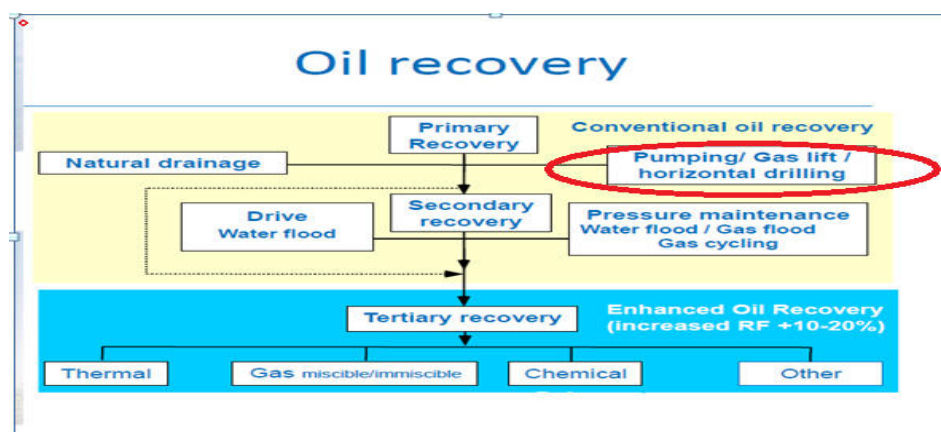 Oil recovery
Primary
Recovery
Conventional oil recovery
Natural drainage
Pumping/ Gas lift /
horizontal drilling
Secondary
recovery
Drive
Water flood
Pressure maintenance
Water flood / Gas flood
Gas cycling
Tertiary recovery
Enhanced Oil Recovery
(increased RF +10-20%)
Thermal
Gas miscible/immiscible
Chemical
Other